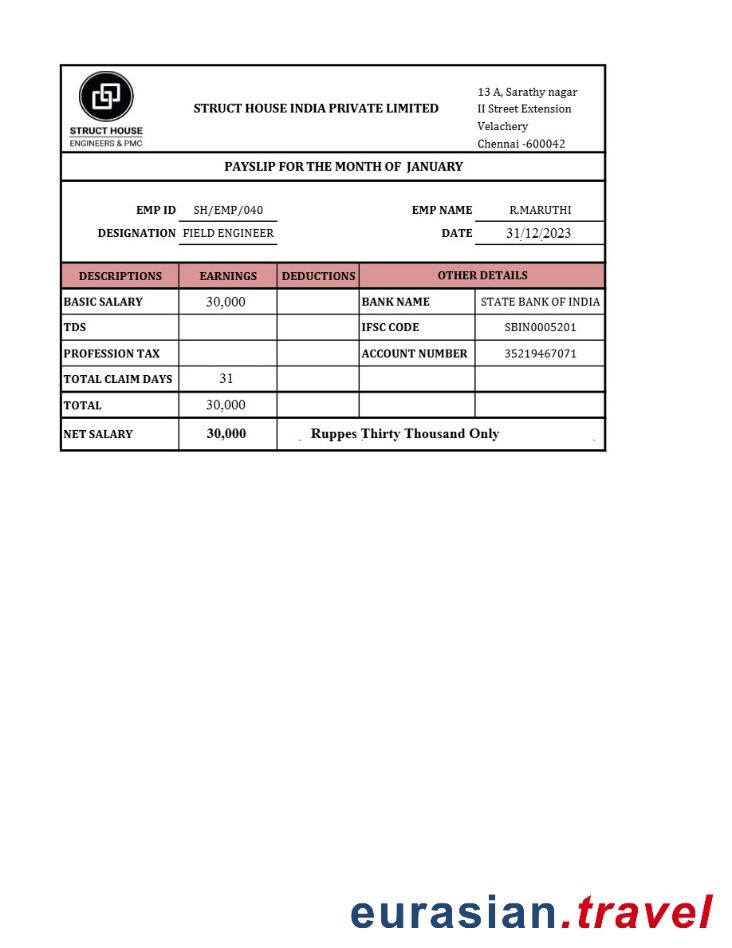 STRUCT HOUSE
ENGINEERS & PMC
STRUCT HOUSE INDIA PRIVATE LIMITED
13 A, Sarathy nagar
II Street Extension
Velachery
Chennai -600042
PAYSLIP FOR THE MONTH OF JANUARY
EMP ID SH/EMP/040 EMP NAME R.MARUTHI
DESIGNATION FIELD ENGINEER DATE 31/12/2023
DESCRIPTIONS EARNINGS DEDUCTIONS OTHER DETAILS
BASIC SALARY 30,000 BANK NAME STATE BANK OF INDIA
TDS IFSC CODE SBIN0005201
PROFESSION TAX ACCOUNT NUMBER 35219467071
TOTAL CLAIM DAYS 31
TOTAL 30,000
NET SALARY 30,000 Ruppes Thirty Thousand Only
eurasian.travel